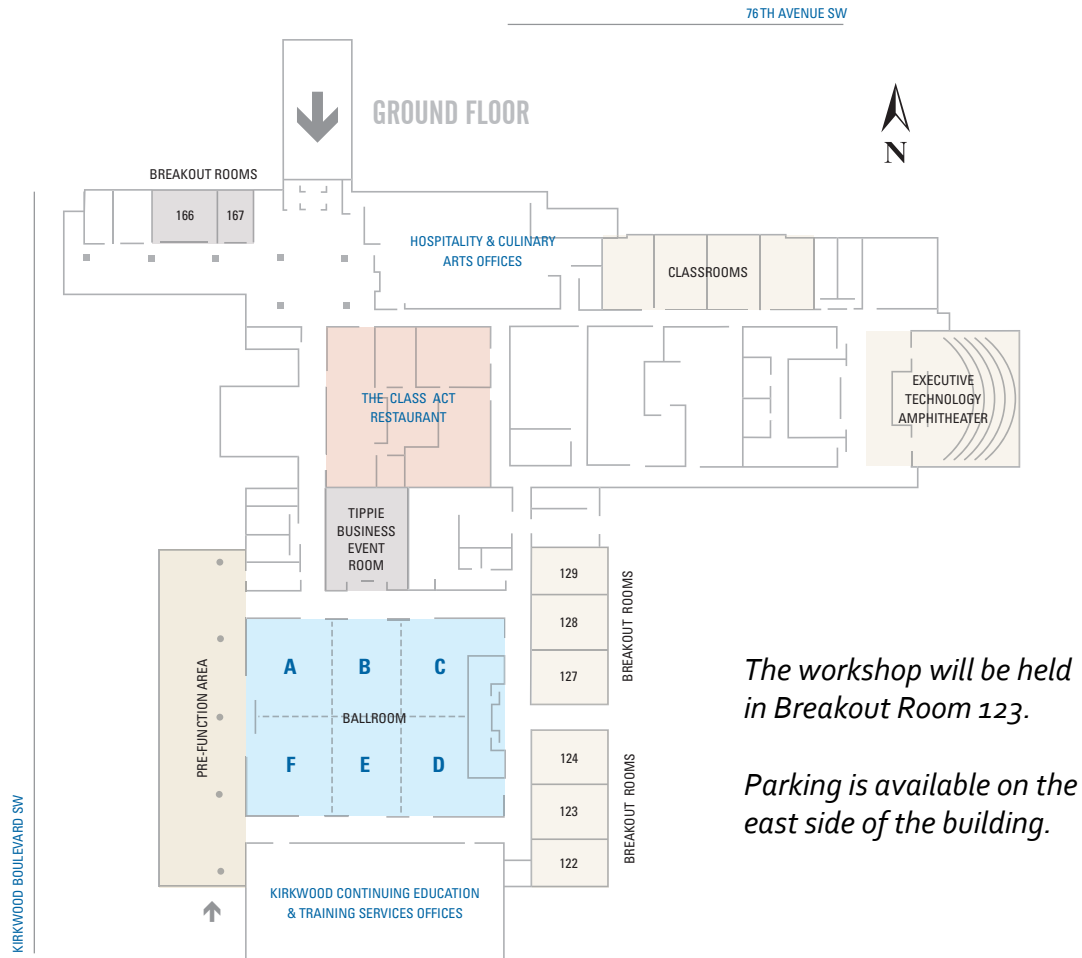 76TH AVENUE SW
GROUND FLOOR
N
BREAKOUT ROOMS
166
167
HOSPITALITY & CULINARY
ARTS OFFICES
CLASSROOMS
THE CLASS ACT
RESTAURANT
EXECUTIVE
TECHNOLOGY
AMPHITHEATER
TIPPIE
BUSINESS
EVENT
ROOM
129
128
127
BREAKOUT ROOMS
A
B
C
BALLROOM
F
E
D
PRE-FUNCTION AREA
124
123
122
BREAKOUT ROOMS
The workshop will be held
in Breakout Room 123.
Parking is available on the
east side of the building.
KIRKWOOD BOULEVARD SW
KIRKWOOD CONTINUING EDUCATION
& TRAINING SERVICES OFFICES